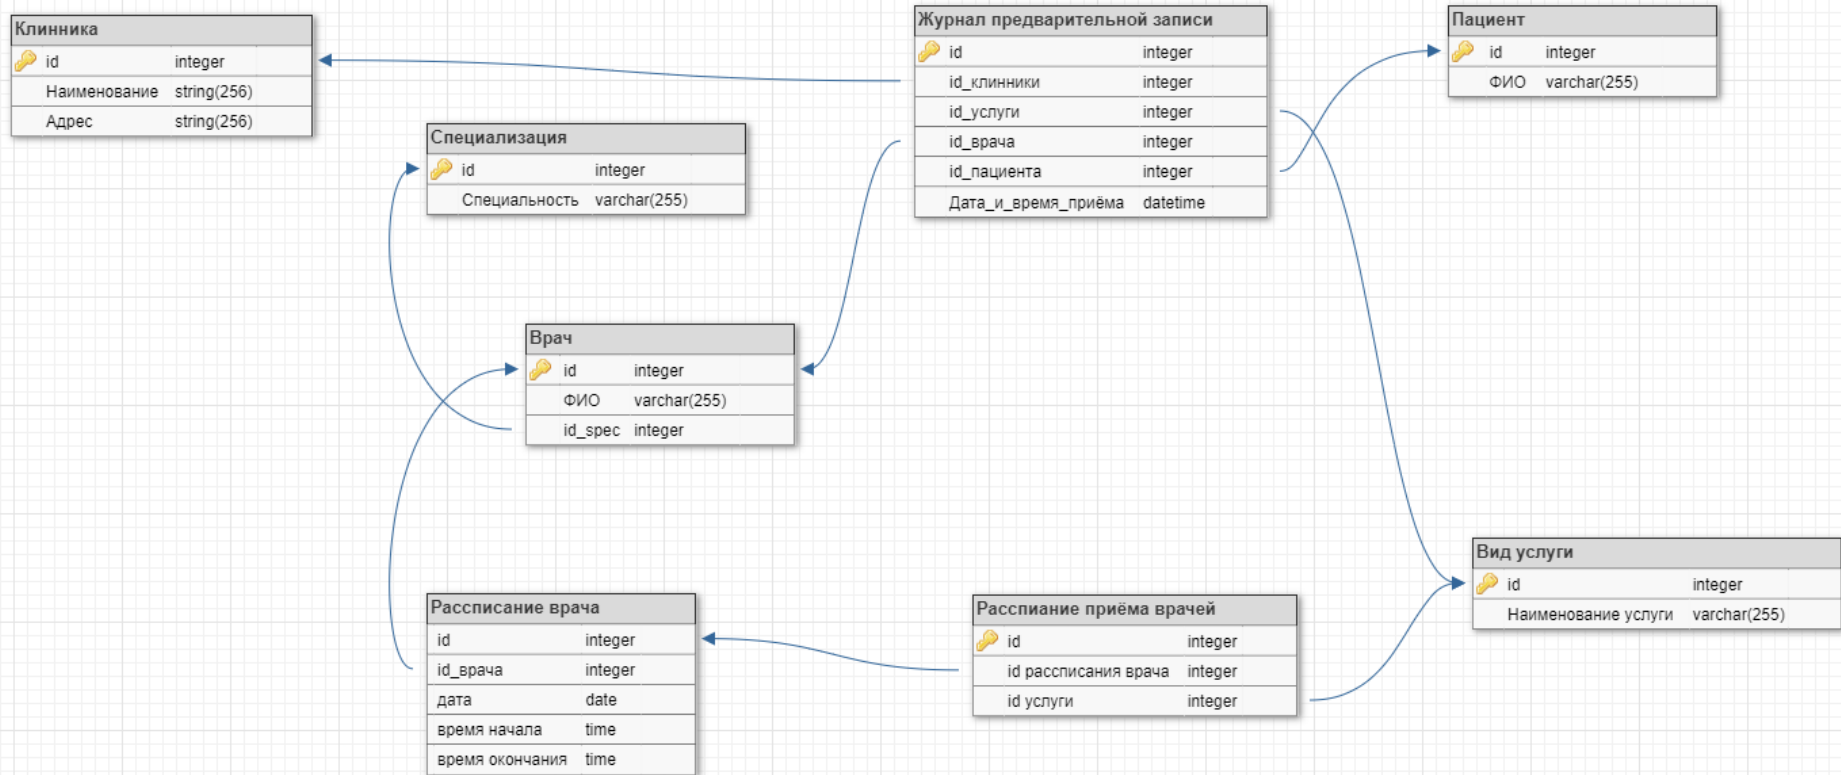 Клинника
id integer
Наименование string(256)
Адрес string(256)
Специализация
id integer
Специальность varchar(255)
Журнал предварительной записи
id integer
id_клинники integer
id_услуги integer
id_врача integer
id_пациента integer
Дата_и_время_приёма datetime
Пациент
id integer
ФИО varchar(255)
Врач
id integer
ФИО varchar(255)
id_spec integer
Рассписание врача
id integer
id_врача integer
дата date
время начала time
время окончания time
Расспиание приёма врачей
id integer
id рассписания врача integer
id услуги integer
Вид услуги
id integer
Наименование услуги varchar(255)